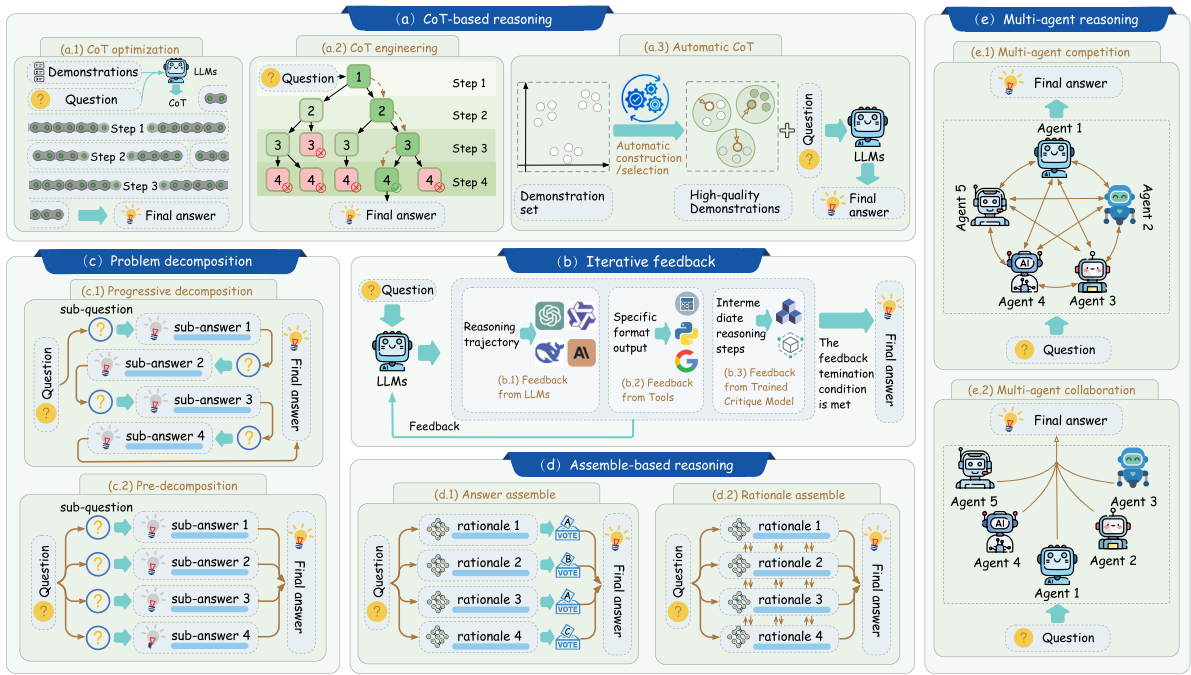 (a) CoT-based reasoning
(a.1) CoT optimization
Demonstrations
LLMs
? Question
CoT
Step 1
Step 2
Step 3
Final answer
(a.2) CoT engineering
? Question
1
Step 1
2
2
Step 2
3
3
3
3
Step 3
4
4
4
4
4
Step 4
Final answer
(a.3) Automatic CoT
Automatic
construction
/selection
Demonstration
set
High-quality
Demonstrations
Question
?
LLMs
Final
answer
(c) Problem decomposition
(c.1) Progressive decomposition
sub-question
Question
?
?
sub-answer 1
sub-answer 2
?
?
sub-answer 3
sub-answer 4
?
Final answer
(c.2) Pre-decomposition
sub-question
Question
?
?
sub-answer 1
?
sub-answer 2
?
sub-answer 3
?
sub-answer 4
Final answer
(b) Iterative feedback
? Question
LLMs
Reasoning
trajectory
(b.1) Feedback
from LLMs
Specific
format
output
(b.2) Feedback
from Tools
Interme
diate
reasoning
steps
(b.3) Feedback
from Trained
Critique Model
The
feedback
temination
condition
is met
Final answer
Feedback
(d) Assemble-based reasoning
(d.1) Answer assemble
Question
?
rationale 1
A
VOTE
rationale 2
B
VOTE
rationale 3
A
VOTE
rationale 4
C
VOTE
Final answer
(d.2) Rationale assemble
Question
?
rationale 1
rationale 2
rationale 3
rationale 4
Final answer
(e) Multi-agent reasoning
(e.1) Multi-agent competition
Final answer
Agent 1
Agent 5
Agent 2
AI
Agent 4
Agent 3
? Question
(e.2) Multi-agent collaboration
Final answer
Agent 5
Agent 3
AI
Agent 4
Agent 2
Agent 1
? Question